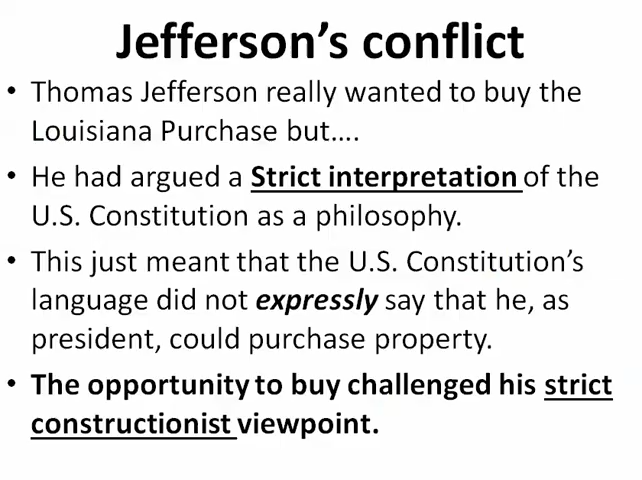 Jefferson's conflict
• Thomas Jefferson really wanted to buy the
Louisiana Purchase but....
• He had argued a Strict interpretation of the
U.S. Constitution as a philosophy.
• This just meant that the U.S. Constitution's
language did not expressly say that he, as
president, could purchase property.
• The opportunity to buy challenged his strict
constructionist viewpoint.